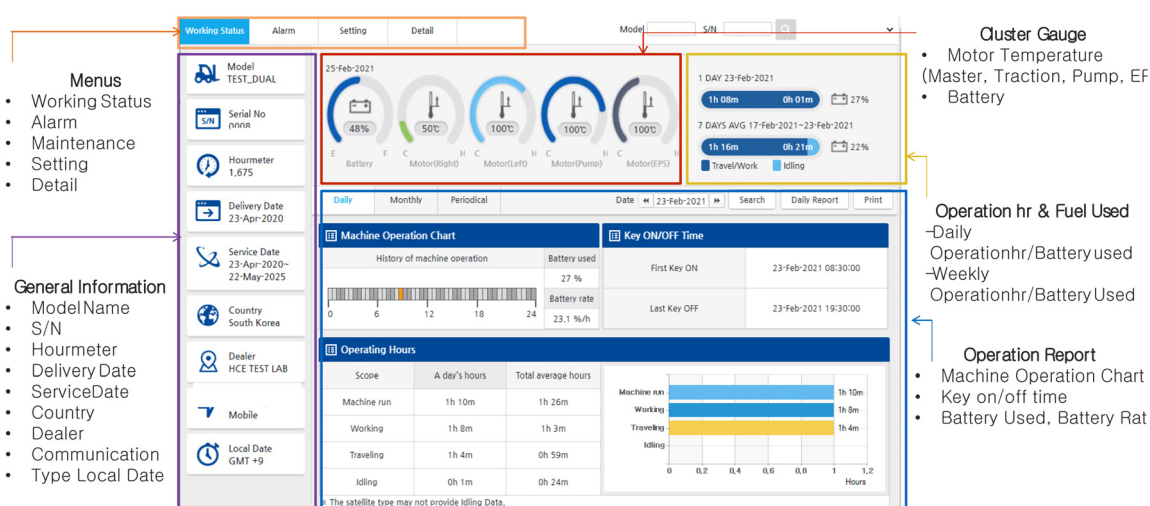 Menus
• Working Status
• Alarm
• Maintenance
• Setting
• Detail
General Information
• Model Name
• S/N
• Hourmeter
• Delivery Date
• ServiceDate
• Country
• Dealer
• Communication
• Type Local Date
Working Status Alarm Setting Detail
Model S/N
Model
TEST_DUAL
S/N
Serial No
0008
Hourmeter
1,675
Delivery Date
23-Apr-2020
Service Date
23-Apr-2020~
22-May-2025
Country
South Korea
Dealer
HCE TEST LAB
Mobile
Local Date
GMT +9
25-Feb-2021
48% 50℃ 100℃ 100℃ 100℃
E F C H C H C H C H
Battery Motor(Right) Motor(Left) Motor(Pump) Motor(EPS)
1 DAY 23-Feb-2021
1h 08m 0h 01m 27%
7 DAYS AVG 17-Feb-2021~23-Feb-2021
1h 16m 0h 21m 22%
Travel/Work Idling
Daily Monthly Periodical
Date 23-Feb-2021 Search Daily Report Print
Machine Operation Chart
History of machine operation Battery used
27 %
Battery rate
23,1 %/h
0 6 12 18 24
Key ON/OFF Time
First Key ON 23-Feb-2021 08:30:00
Last Key OFF 23-Feb-2021 19:30:00
Operating Hours
Scope A day's hours Total average hours
Machine run 1h 10m 1h 26m
Working 1h 8m 1h 3m
Traveling 1h 4m 0h 59m
Idling 0h 1m 0h 24m
Machine run 1h 10m
Working 1h 8m
Traveling 1h 4m
Idling
0 0,2 0,4 0,6 0,8 1 1,2
Hours
※ The satellite type may not provide Idling Data.
Cluster Gauge
• Motor Temperature
(Master, Traction, Pump, EF
• Battery
Operation hr & Fuel Used
–Daily
Operationhr/Battery used
–Weekly
Operationhr/Battery Used
Operation Report
• Machine Operation Chart
• Key on/off time
• Battery Used, Battery Rat